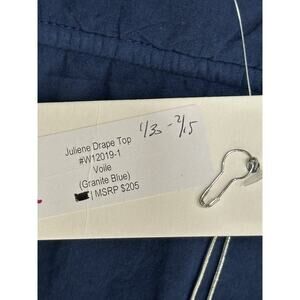 Juliene Drape Top
#W12019-1
Voile
(Granite Blue)
| MSRP $205
1/30 - 2/15